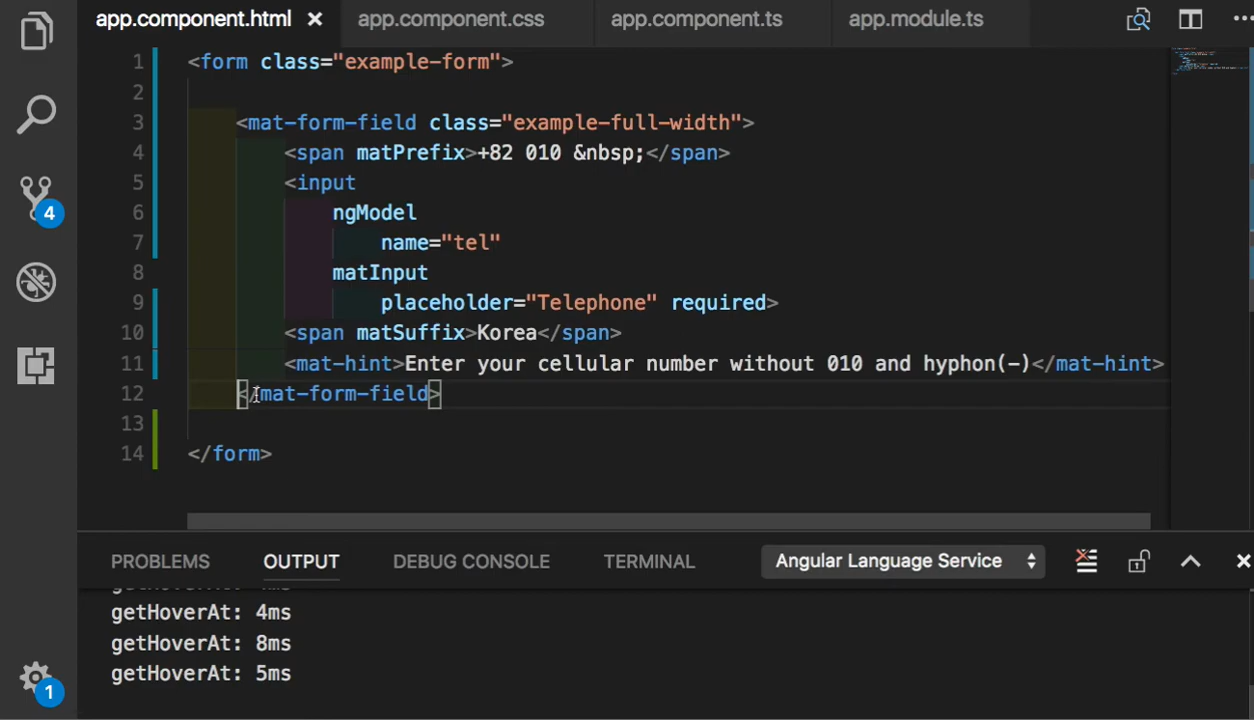 app.component.html × app.component.css app.component.ts app.module.ts
1 <form class="example-form">
2
3 <mat-form-field class="example-full-width">
4 <span matPrefix>+82 010 &nbsp;</span>
5 <input
6 ngModel
7 name="tel"
8 matInput
9 placeholder="Telephone" required>
10 <span matSuffix>Korea</span>
11 <mat-hint>Enter your cellular number without 010 and hyphon(-)</mat-hint>
12 </mat-form-field>
13
14 </form>
4
PROBLEMS OUTPUT DEBUG CONSOLE TERMINAL Angular Language Service
getHoverAt: 4ms
getHoverAt: 8ms
getHoverAt: 5ms
1